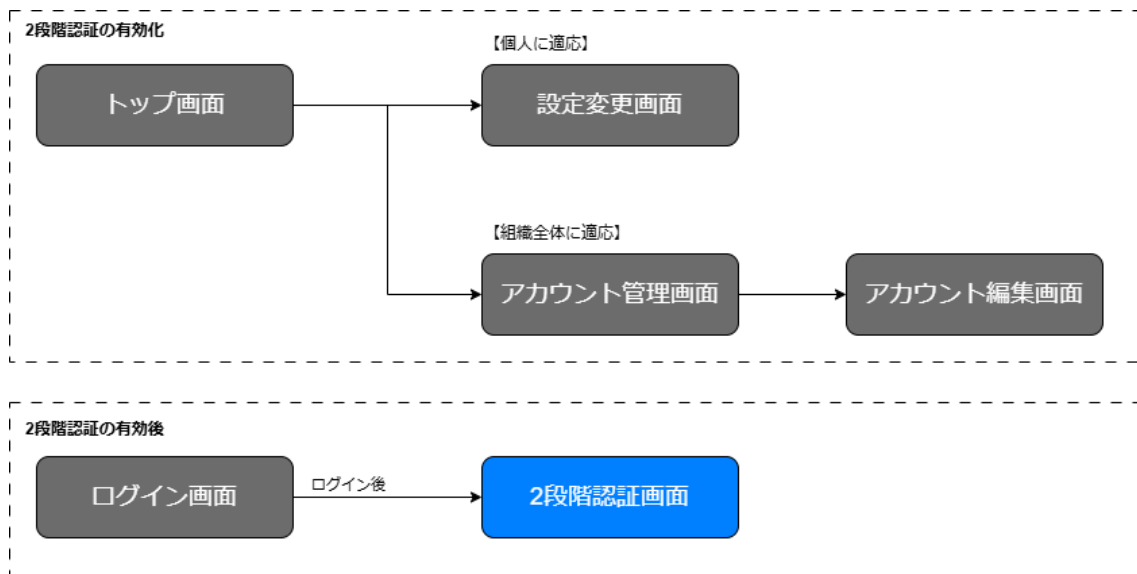 2段階認証の有効化
【個人に適応】
トップ画面
設定変更画面
【組織全体に適応】
アカウント管理画面
アカウント編集画面
2段階認証の有効後
ログイン画面
ログイン後
2段階認証画面